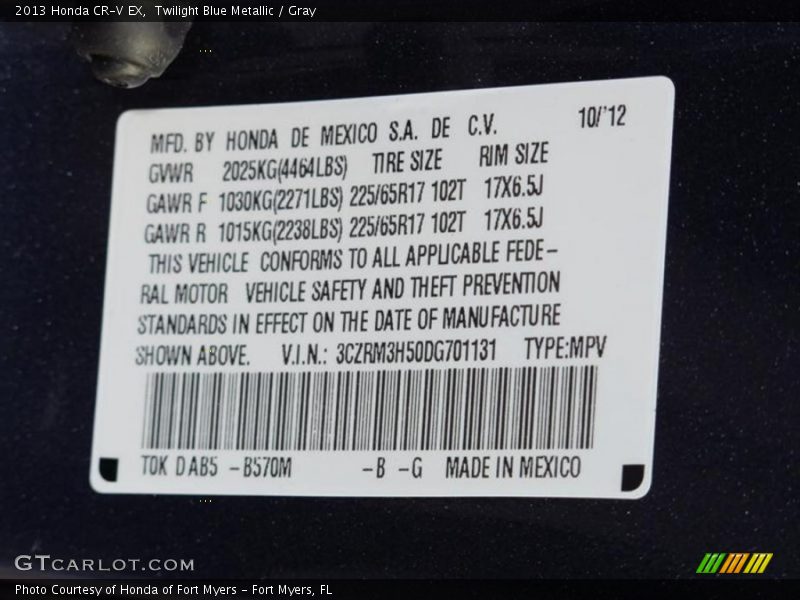 2013 Honda CR-V EX,  Twilight Blue Metallic / Gray
MFD. BY HONDA DE MEXICO S.A. DE C.V. 10/'12
GVWR 2025KG(4464LBS) TIRE SIZE RIM SIZE
GAWR F 1030KG(2271LBS) 225/65R17 102T 17X6.5J
GAWR R 1015KG(2238LBS) 225/65R17 102T 17X6.5J
THIS VEHICLE CONFORMS TO ALL APPLICABLE FEDE-
RAL MOTOR VEHICLE SAFETY AND THEFT PREVENTION
STANDARDS IN EFFECT ON THE DATE OF MANUFACTURE
SHOWN ABOVE. V.I.N.: 3CZRM3H50DG701131 TYPE:MPV
TDK DAB5 -B570M -B -G MADE IN MEXICO
GTCARLOT.COM
Photo Courtesy of Honda of Fort Myers - Fort Myers, FL